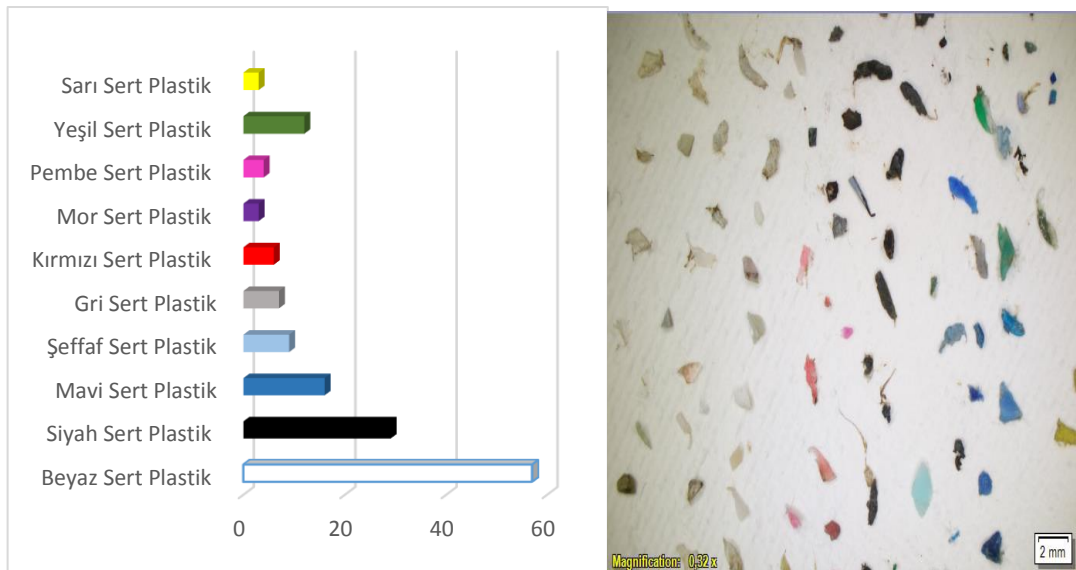 Sarı Sert Plastik
Yeşil Sert Plastik
Pembe Sert Plastik
Mor Sert Plastik
Kırmızı Sert Plastik
Gri Sert Plastik
Şeffaf Sert Plastik
Mavi Sert Plastik
Siyah Sert Plastik
Beyaz Sert Plastik
0 20 40 60
Magnification: 0,32 x
2 mm